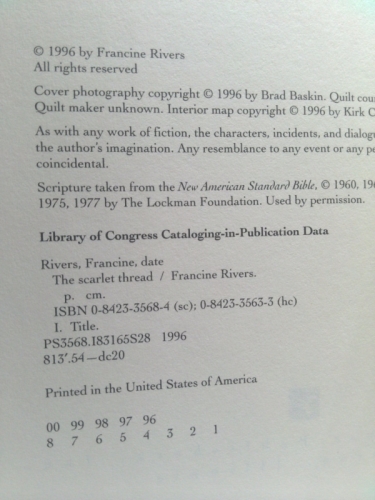 © 1996 by Francine Rivers
All rights reserved
Cover photography copyright © 1996 by Brad Baskin. Quilt
Quilt maker unknown. Interior map copyright © 1996 by Kirk
As with any work of fiction, the characters, incidents, and
the author's imagination. Any resemblance to any event or any
coincidental.
Scripture taken from the New American Standard Bible, © 1960,
1975, 1977 by The Lockman Foundation. Used by permission.
Library of Congress Cataloging-in-Publication Data
Rivers, Francine, date
The scarlet thread / Francine Rivers.
p. cm.
ISBN 0-8423-3568-4 (sc); 0-8423-3563-3 (hc)
I. Title.
PS3568.I83165S28 1996
813'.54—dc20
Printed in the United States of America
00 99 98 97 96
8 7 6 5 4 3 2 1